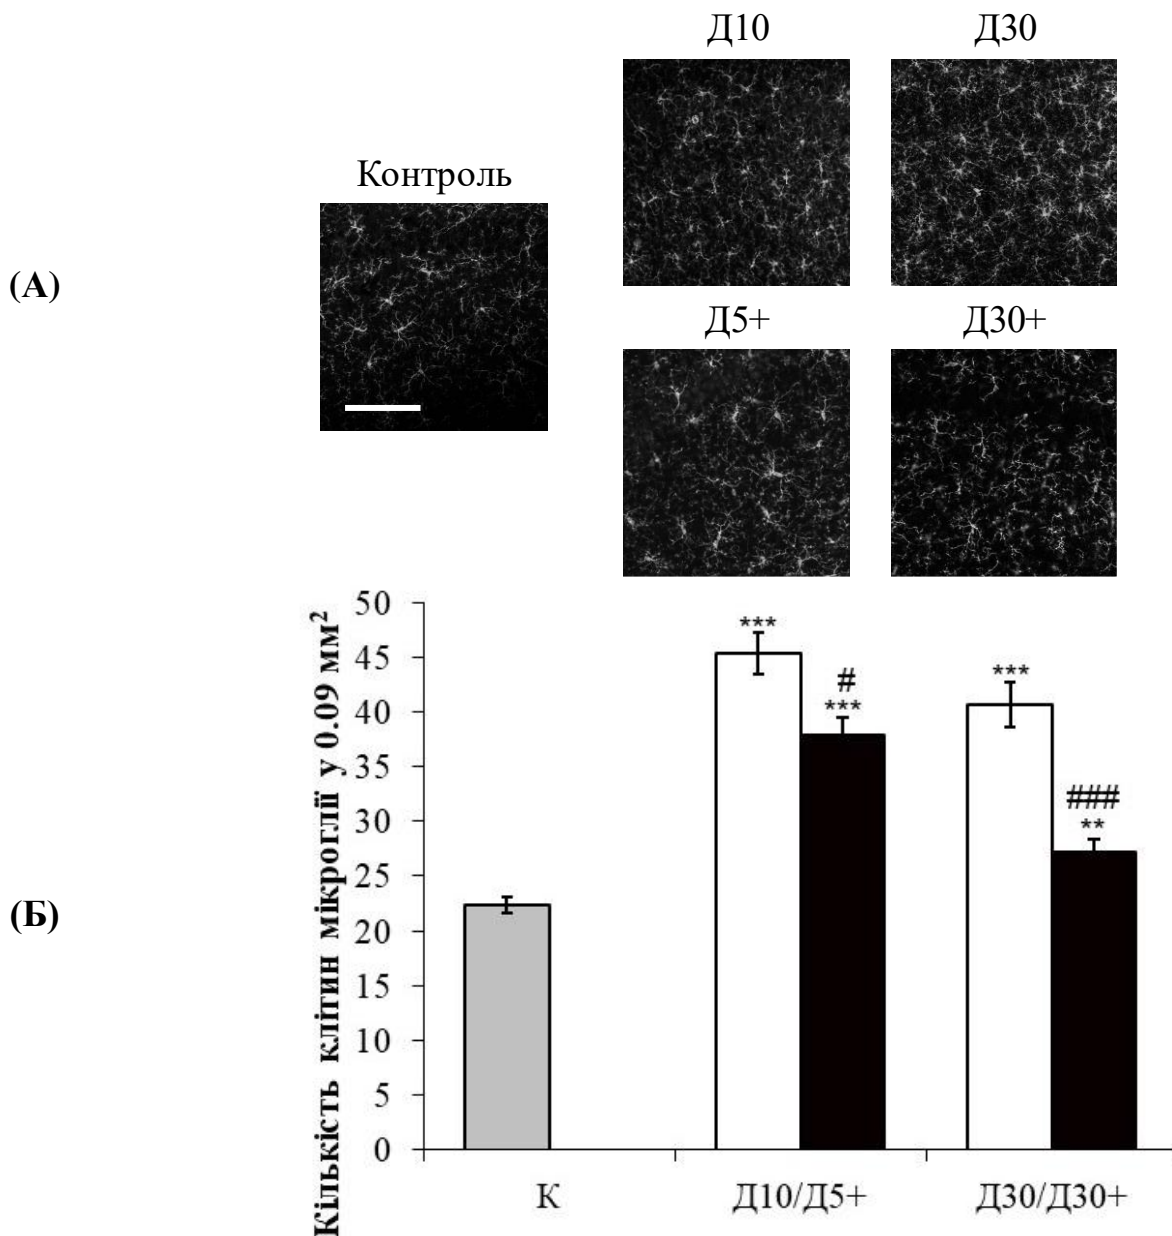 Д10
Д30
Контроль
(А)
Д5+
Д30+
(Б)
Кількість клітин мікроглії у 0.09 мм²
50
45
40
35
30
25
20
15
10
5
0
***
#
***
***
###
**
К
Д10/Д5+
Д30/Д30+